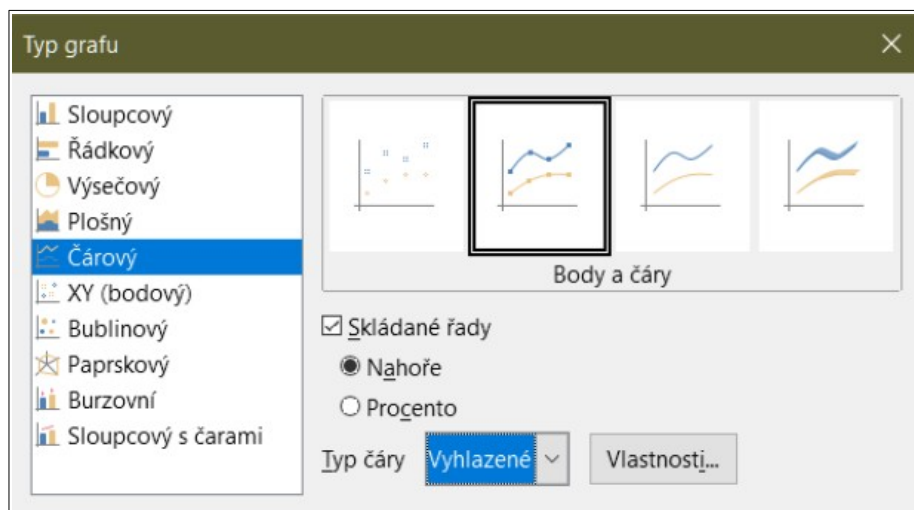 Typ grafu
Sloupcový
Řádkový
Výsečový
Plošný
Čárový
XY (bodový)
Bublinový
Paprskový
Burzovní
Sloupcový s čarami
Body a čáry
Skládané řady
Nahoře
Procento
Typ čáry Vyhlazené Vlastnosti...